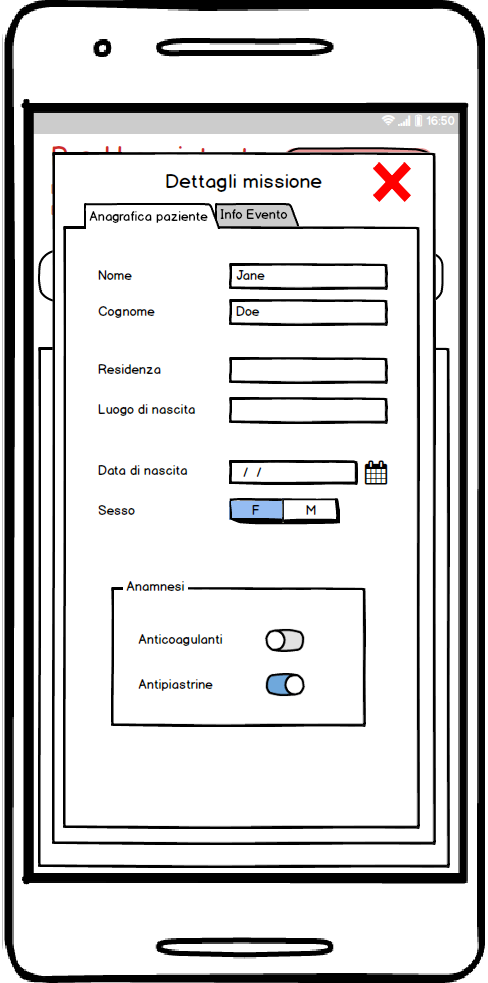 16:50
Dettagli missione
Anagrafica paziente Info Evento
Nome Jane
Cognome Doe
Residenza
Luogo di nascita
Data di nascita / /
Sesso F M
Anamnesi
Anticoagulanti
Antipiastrine